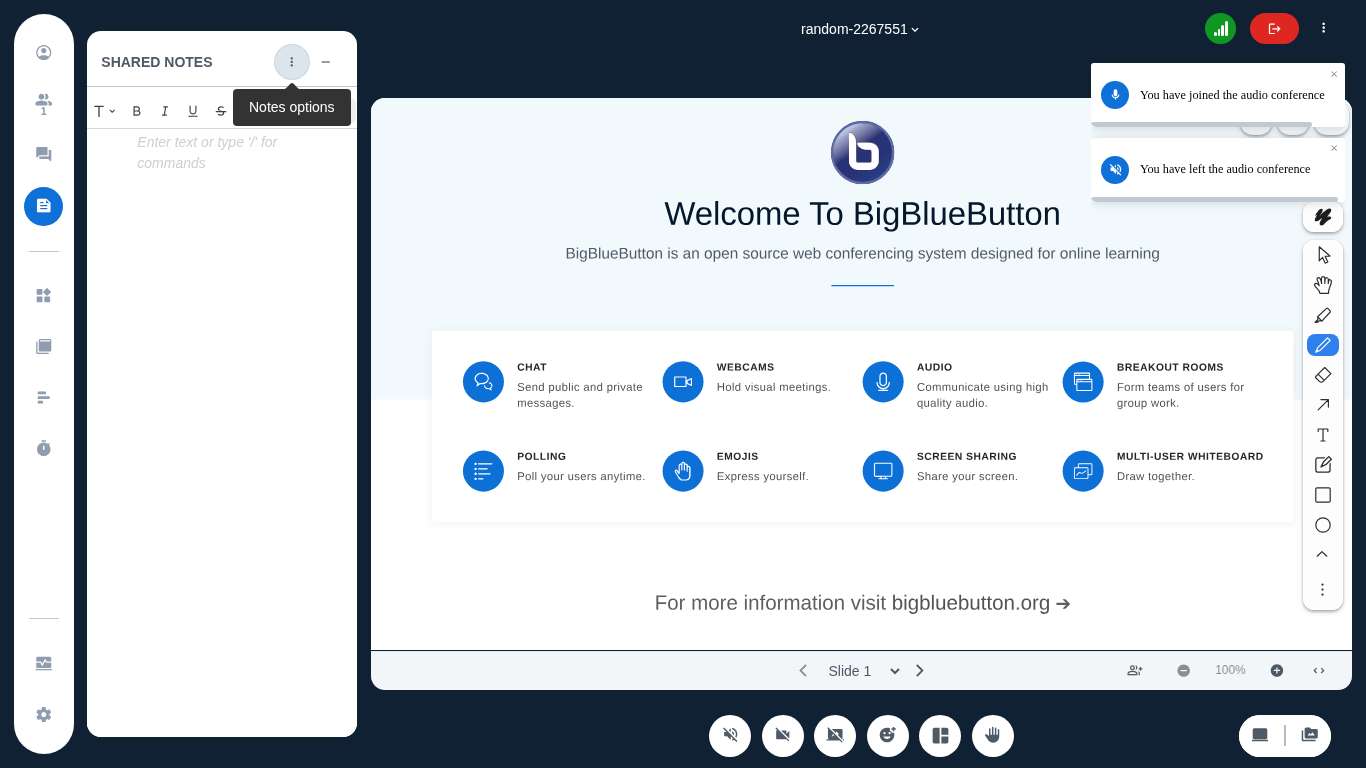 random-2267551
1
SHARED NOTES
Notes options
T B I U S
Enter text or type '/' for
commands
You have joined the audio conference
You have left the audio conference
Welcome To BigBlueButton
BigBlueButton is an open source web conferencing system designed for online learning
CHAT
Send public and private
messages.
WEBCAMS
Hold visual meetings.
AUDIO
Communicate using high
quality audio.
BREAKOUT ROOMS
Form teams of users for
group work.
POLLING
Poll your users anytime.
EMOJIS
Express yourself.
SCREEN SHARING
Share your screen.
MULTI-USER WHITEBOARD
Draw together.
For more information visit bigbluebutton.org ➔
Slide 1
100%